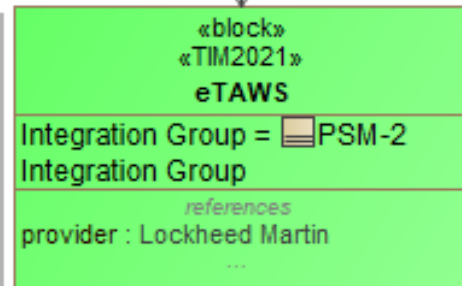 «block»
«TIM2021»
eTAWS
Integration Group = PSM-2
Integration Group
references
provider : Lockheed Martin
...